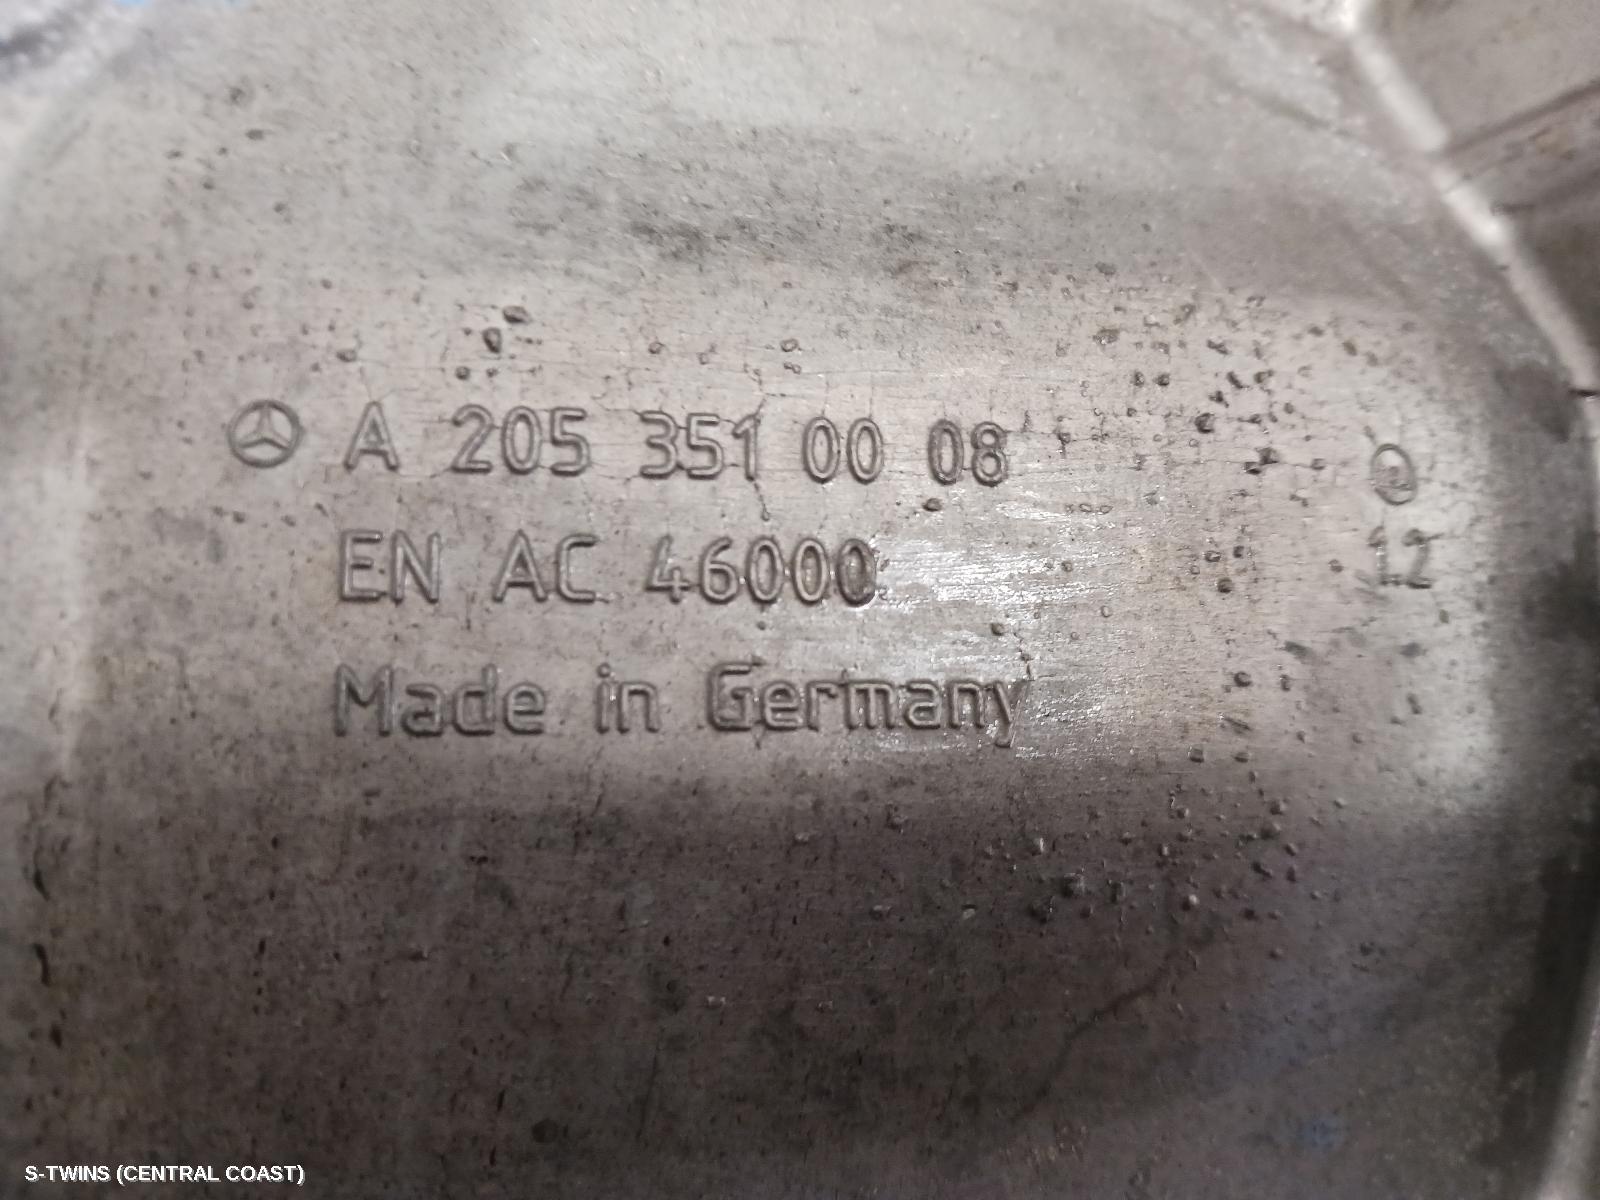 A 205 351 00 08
EN AC 46000
Made in Germany
12
S-TWINS (CENTRAL COAST)